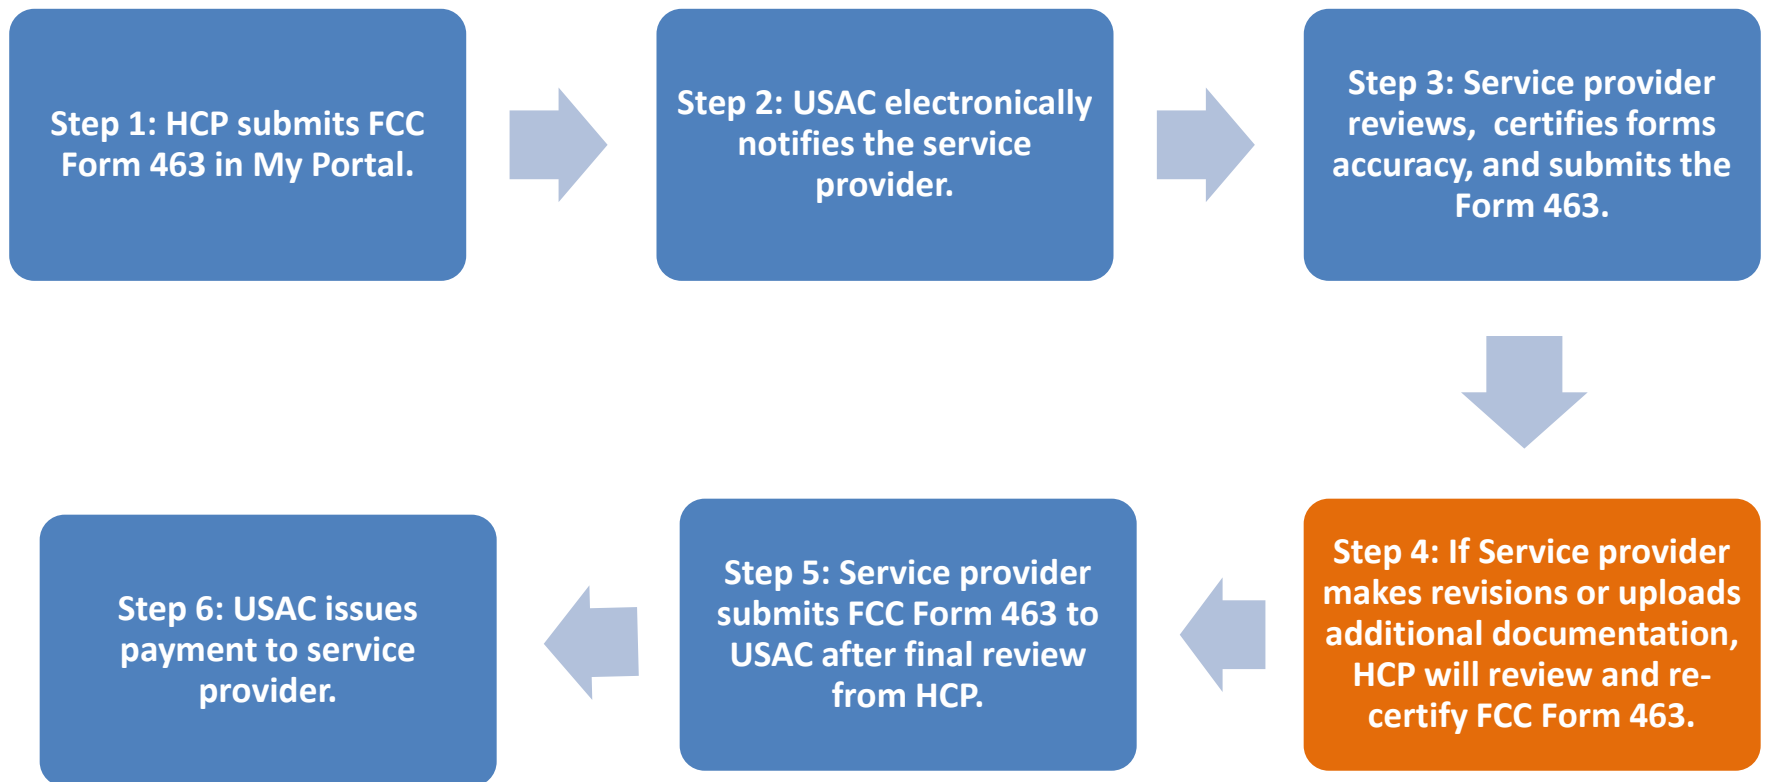 Step 1: HCP submits FCC
Form 463 in My Portal.
Step 2: USAC electronically
notifies the service
provider.
Step 3: Service provider
reviews,  certifies forms
accuracy, and submits the
Form 463.
Step 4: If Service provider
makes revisions or uploads
additional documentation,
HCP will review and re-
certify FCC Form 463.
Step 5: Service provider
submits FCC Form 463 to
USAC after final review
from HCP.
Step 6: USAC issues
payment to service
provider.